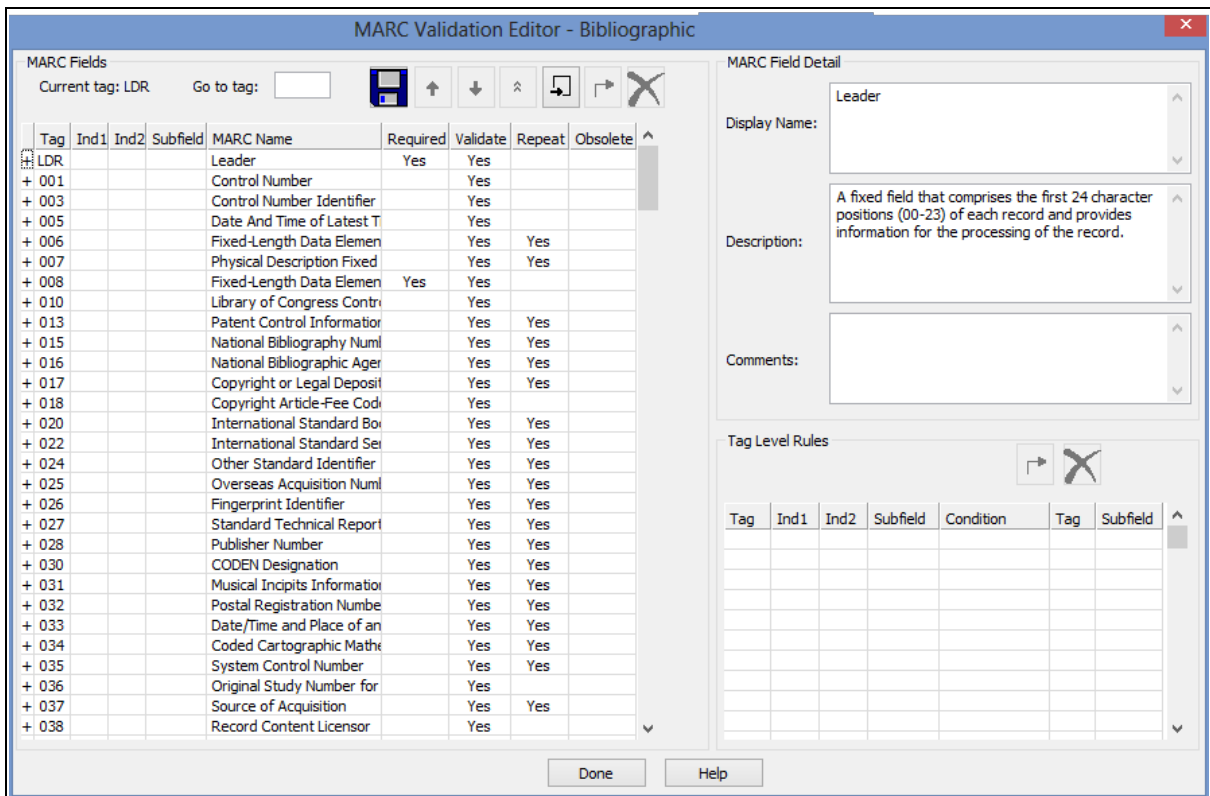 MARC Validation Editor - Bibliographic
MARC Fields
Current tag: LDR Go to tag:
Tag Ind1 Ind2 Subfield MARC Name Required Validate Repeat Obsolete
+ LDR Leader Yes Yes
+ 001 Control Number Yes
+ 003 Control Number Identifier Yes
+ 005 Date And Time of Latest T Yes
+ 006 Fixed-Length Data Elemen Yes Yes
+ 007 Physical Description Fixed Yes Yes
+ 008 Fixed-Length Data Elemen Yes Yes
+ 010 Library of Congress Contr Yes
+ 013 Patent Control Information Yes Yes
+ 015 National Bibliography Num Yes Yes
+ 016 National Bibliographic Ager Yes Yes
+ 017 Copyright or Legal Deposit Yes Yes
+ 018 Copyright Article-Fee Cod Yes
+ 020 International Standard Bo Yes Yes
+ 022 International Standard Ser Yes Yes
+ 024 Other Standard Identifier Yes Yes
+ 025 Overseas Acquisition Num Yes Yes
+ 026 Fingerprint Identifier Yes Yes
+ 027 Standard Technical Report Yes Yes
+ 028 Publisher Number Yes Yes
+ 030 CODEN Designation Yes Yes
+ 031 Musical Incipits Information Yes Yes
+ 032 Postal Registration Numbe Yes Yes
+ 033 Date/Time and Place of an Yes Yes
+ 034 Coded Cartographic Mathe Yes Yes
+ 035 System Control Number Yes Yes
+ 036 Original Study Number for Yes
+ 037 Source of Acquisition Yes Yes
+ 038 Record Content Licensor Yes
MARC Field Detail
Display Name:
Leader
Description:
A fixed field that comprises the first 24 character
positions (00-23) of each record and provides
information for the processing of the record.
Comments:
Tag Level Rules
Tag Ind1 Ind2 Subfield Condition Tag Subfield
Done Help